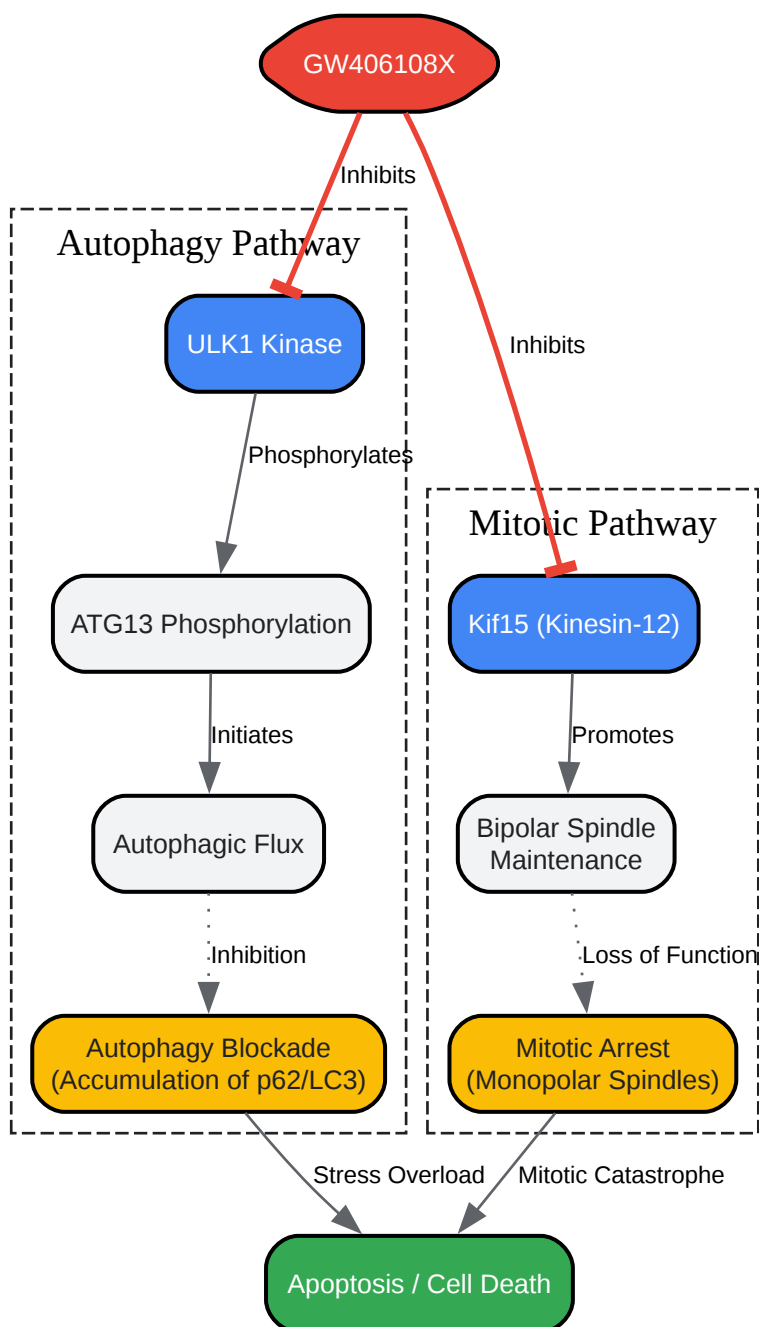 GW406108X
Inhibits
Autophagy Pathway
ULK1 Kinase
Inhibits
Phosphorylates
Mitotic Pathway
ATG13 Phosphorylation
Kif15 (Kinesin-12)
Initiates
Promotes
Autophagic Flux
Bipolar Spindle
Maintenance
Inhibition
Loss of Function
Autophagy Blockade
(Accumulation of p62/LC3)
Mitotic Arrest
(Monopolar Spindles)
Stress Overload
Mitotic Catastrophe
Apoptosis / Cell Death